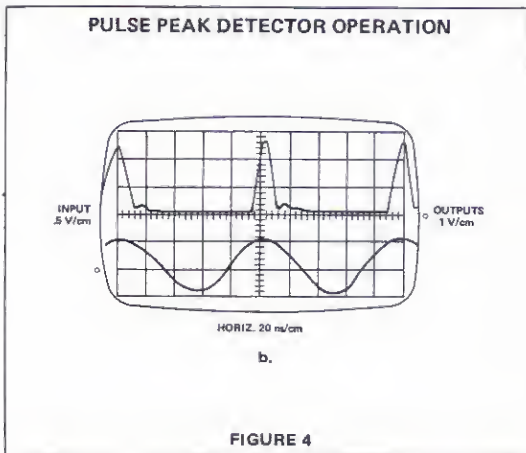 PULSE PEAK DETECTOR OPERATION
INPUT
.5 V/cm
OUTPUTS
1 V/cm
HORIZ. 20 ns/cm
b.
FIGURE 4